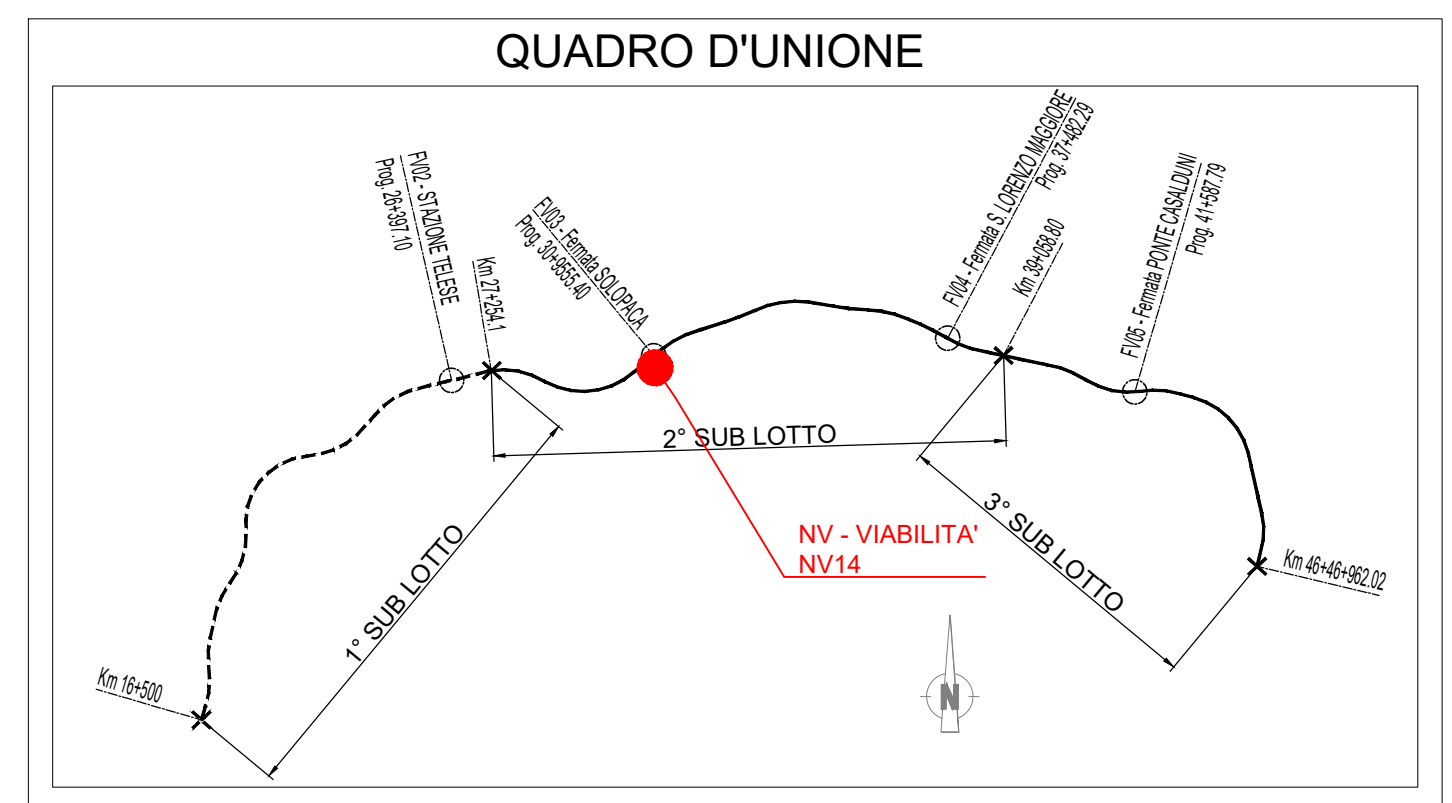 QUADRO D'UNIONE
FV02 - STAZIONE TELESE
Prog. 26+397.10
Km 27+254.1
FV03 - Fermata SOLOPACA
Prog. 30+9555.40
FV04 - Fermata S. LORENZO MAGGIORE
Prog. 37+482.29
Km 39+058.80
FV05 - Fermata PONTE CASALDUNI
Prog. 41+587.79
2° SUB LOTTO
1° SUB LOTTO
3° SUB LOTTO
NV - VIABILITA'
NV14
Km 46+46+962.02
Km 16+500
N